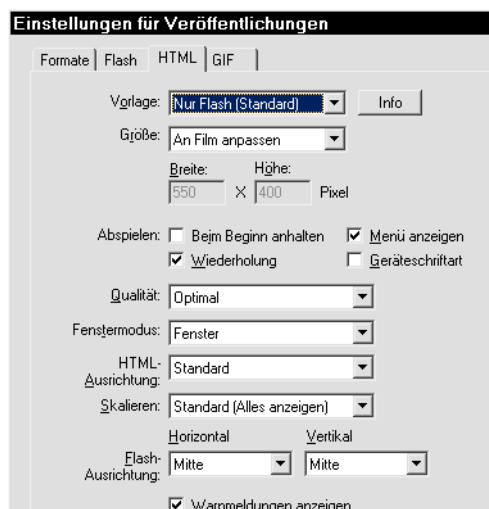 Einstellungen für Veröffentlichungen
Formate Flash HTML GIF
Vorlage: Nur Flash (Standard) Info
Größe: An Film anpassen
Breite: Höhe:
550 X 400 Pixel
Abspielen: Beim Beginn anhalten Menü anzeigen
Wiederholung Geräteschriftart
Qualität: Optimal
Fenstermodus: Fenster
HTML-
Ausrichtung: Standard
Skalieren: Standard (Alles anzeigen)
Horizontal Vertikal
Flash-
Ausrichtung: Mitte Mitte
Warnmeldungen anzeigen